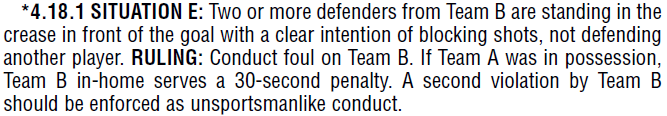 *4.18.1 SITUATION E: Two or more defenders from Team B are standing in the
crease in front of the goal with a clear intention of blocking shots, not defending
another player. RULING: Conduct foul on Team B. If Team A was in possession,
Team B in-home serves a 30-second penalty. A second violation by Team B
should be enforced as unsportsmanlike conduct.